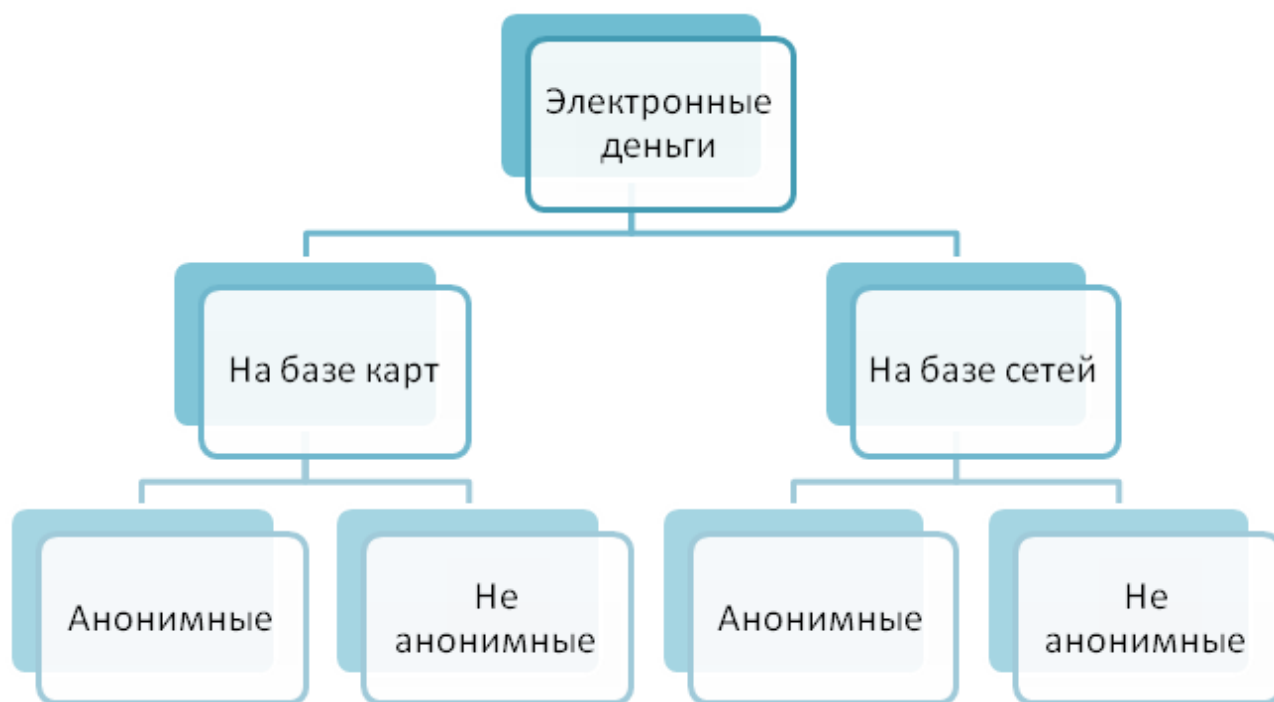 Электронные
деньги
На базе карт
На базе сетей
Анонимные
Не
анонимные
Анонимные
Не
анонимные